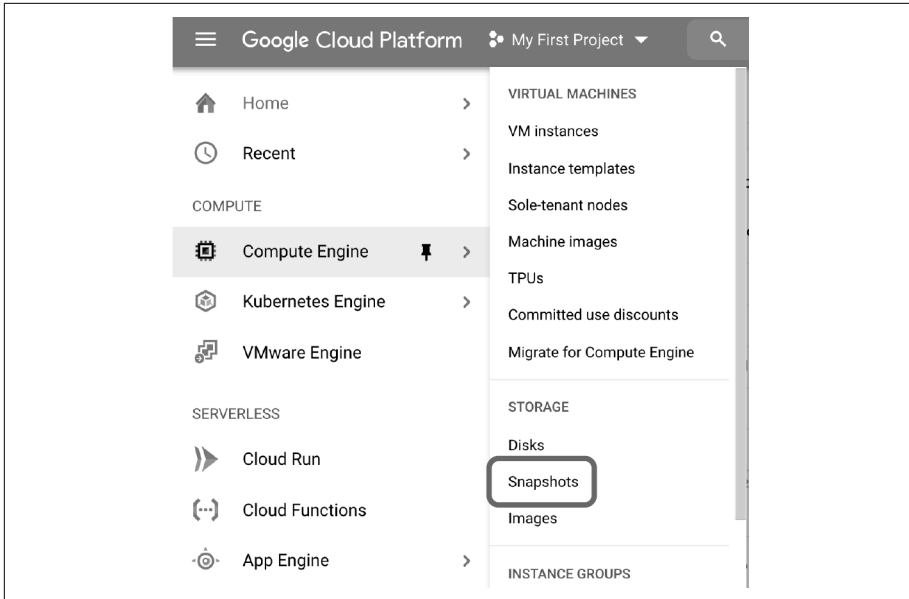 Google Cloud Platform My First Project
Home
Recent
COMPUTE
Compute Engine
Kubernetes Engine
VMware Engine
SERVERLESS
Cloud Run
Cloud Functions
App Engine
VIRTUAL MACHINES
VM instances
Instance templates
Sole-tenant nodes
Machine images
TPUs
Committed use discounts
Migrate for Compute Engine
STORAGE
Disks
Snapshots
Images
INSTANCE GROUPS